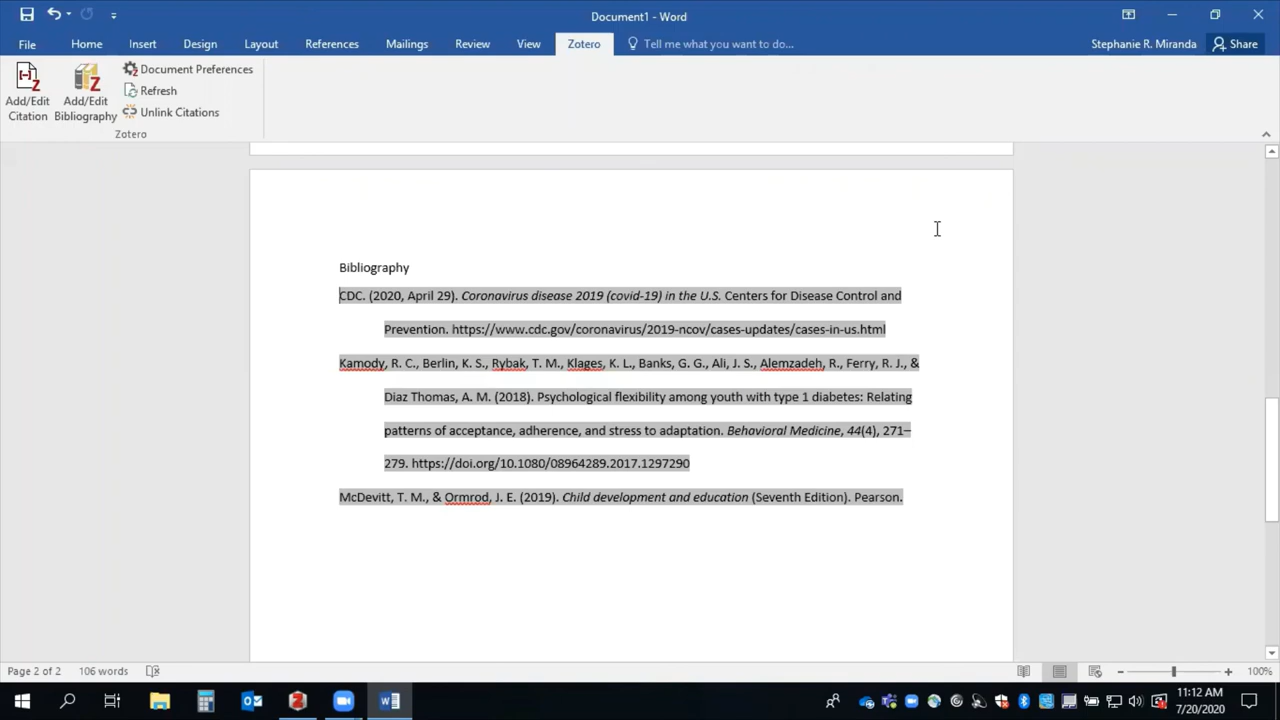 Document1 - Word
File Home Insert Design Layout References Mailings Review View Zotero Tell me what you want to do... Stephanie R. Miranda Share
Add/Edit Citation
Add/Edit Bibliography
Document Preferences
Refresh
Unlink Citations
Zotero
Bibliography
CDC. (2020, April 29). Coronavirus disease 2019 (covid-19) in the U.S. Centers for Disease Control and
Prevention. https://www.cdc.gov/coronavirus/2019-ncov/cases-updates/cases-in-us.html
Kamody, R. C., Berlin, K. S., Rybak, T. M., Klages, K. L., Banks, G. G., Ali, J. S., Alemzadeh, R., Ferry, R. J., &
Diaz Thomas, A. M. (2018). Psychological flexibility among youth with type 1 diabetes: Relating
patterns of acceptance, adherence, and stress to adaptation. Behavioral Medicine, 44(4), 271–
279. https://doi.org/10.1080/08964289.2017.1297290
McDevitt, T. M., & Ormrod, J. E. (2019). Child development and education (Seventh Edition). Pearson.
Page 2 of 2 106 words 100%
11:12 AM
7/20/2020